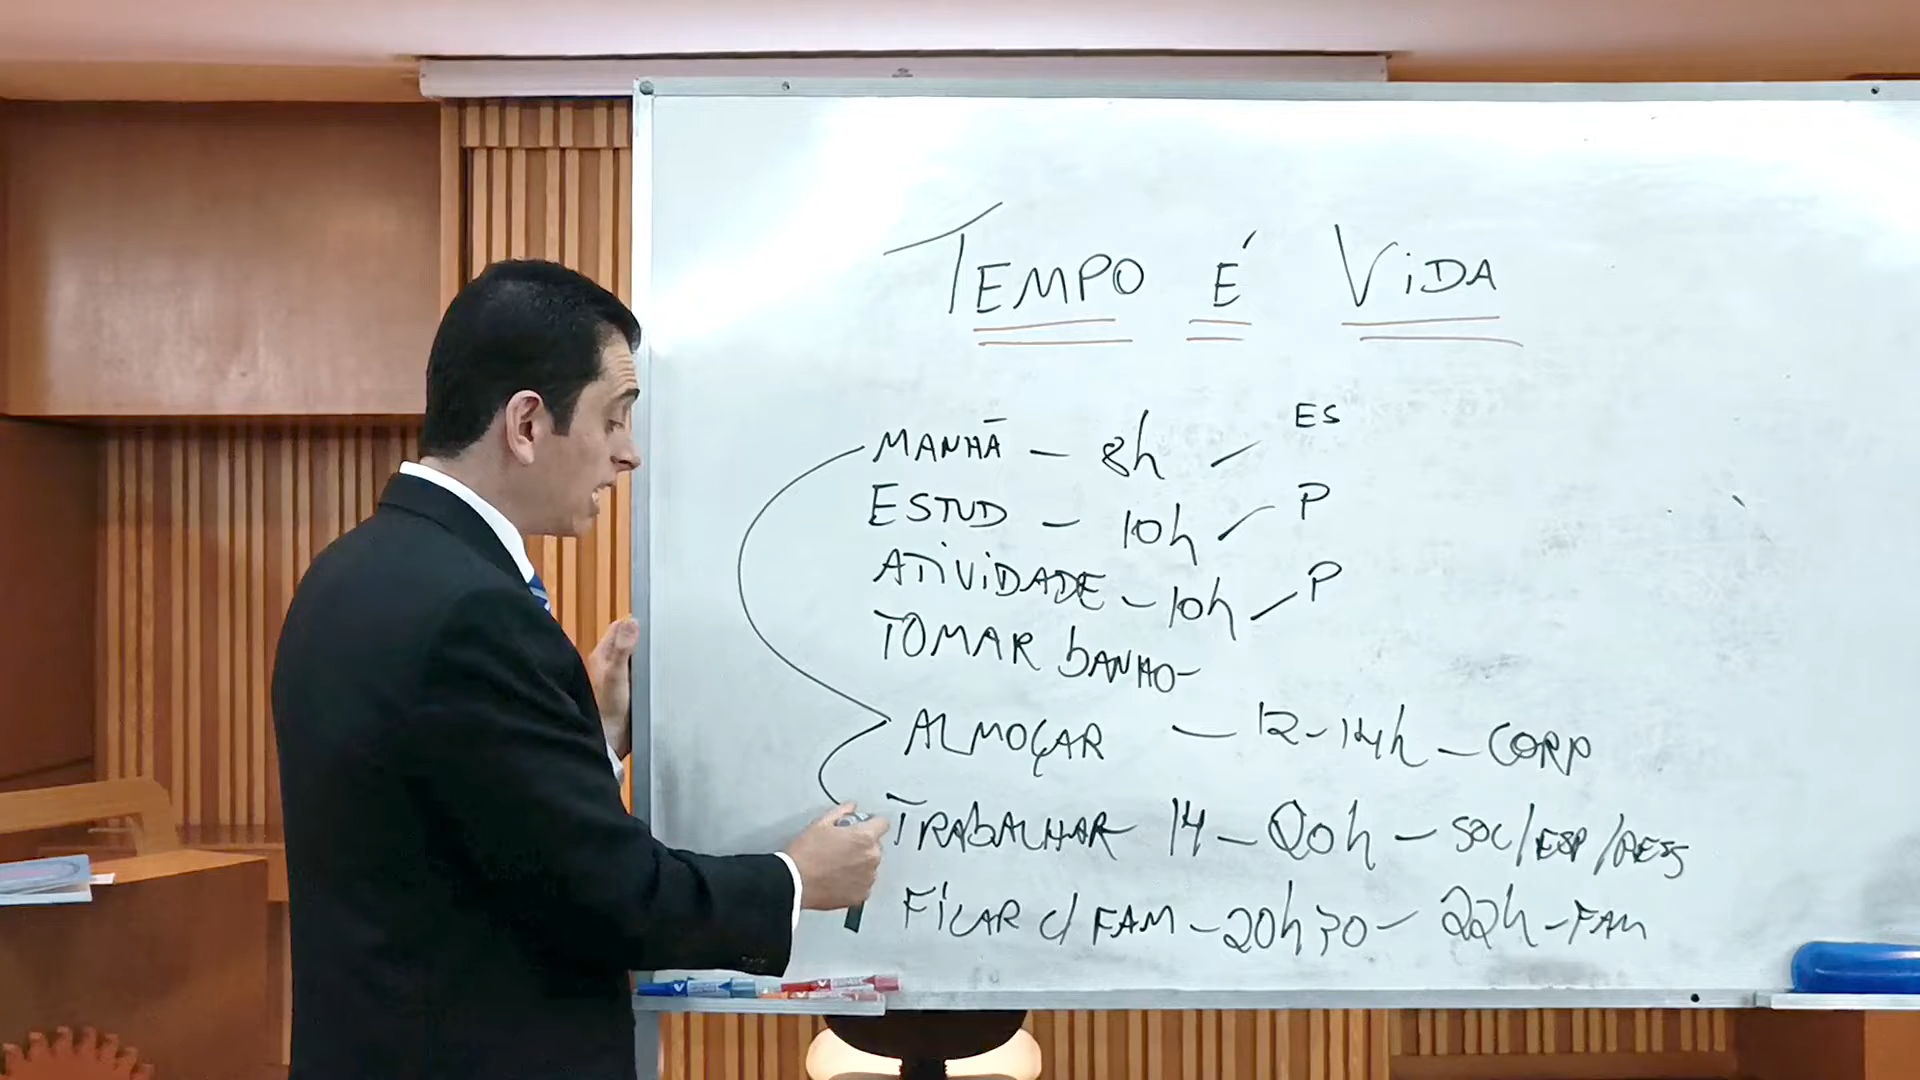 TEMPO É VIDA
MANHÃ — 8h — ES
ESTUD — 10h — P
ATIVIDADE — 10h — P
TOMAR BANHO -
ALMOÇAR — 12-14h — CORP
TRABALHAR 14 — 20h — SOC/ESP/PESS
FICAR C/ FAM — 20h30 — 22h — FAM